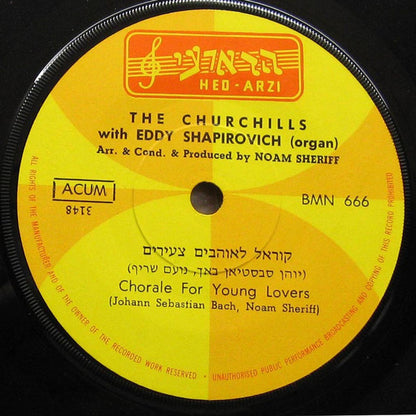 הד־ארצי
HED-ARZI
THE CHURCHILLS
with EDDY SHAPIROVICH (organ)
Arr. & Cond. & Produced by NOAM SHERIFF
ACUM
3148
BMN 666
קוראל לאוהבים צעירים
(יוהן סבסטיאן באך, נועם שריף)
Chorale For Young Lovers
(Johann Sebastian Bach, Noam Sheriff)
ALL RIGHTS OF THE MANUFACTURER AND OF THE OWNER OF THE RECORDED WORK RESERVED • UNAUTHORISED PUBLIC PERFORMANCE BROADCASTING AND COPYING OF THIS RECORD PROHIBITED